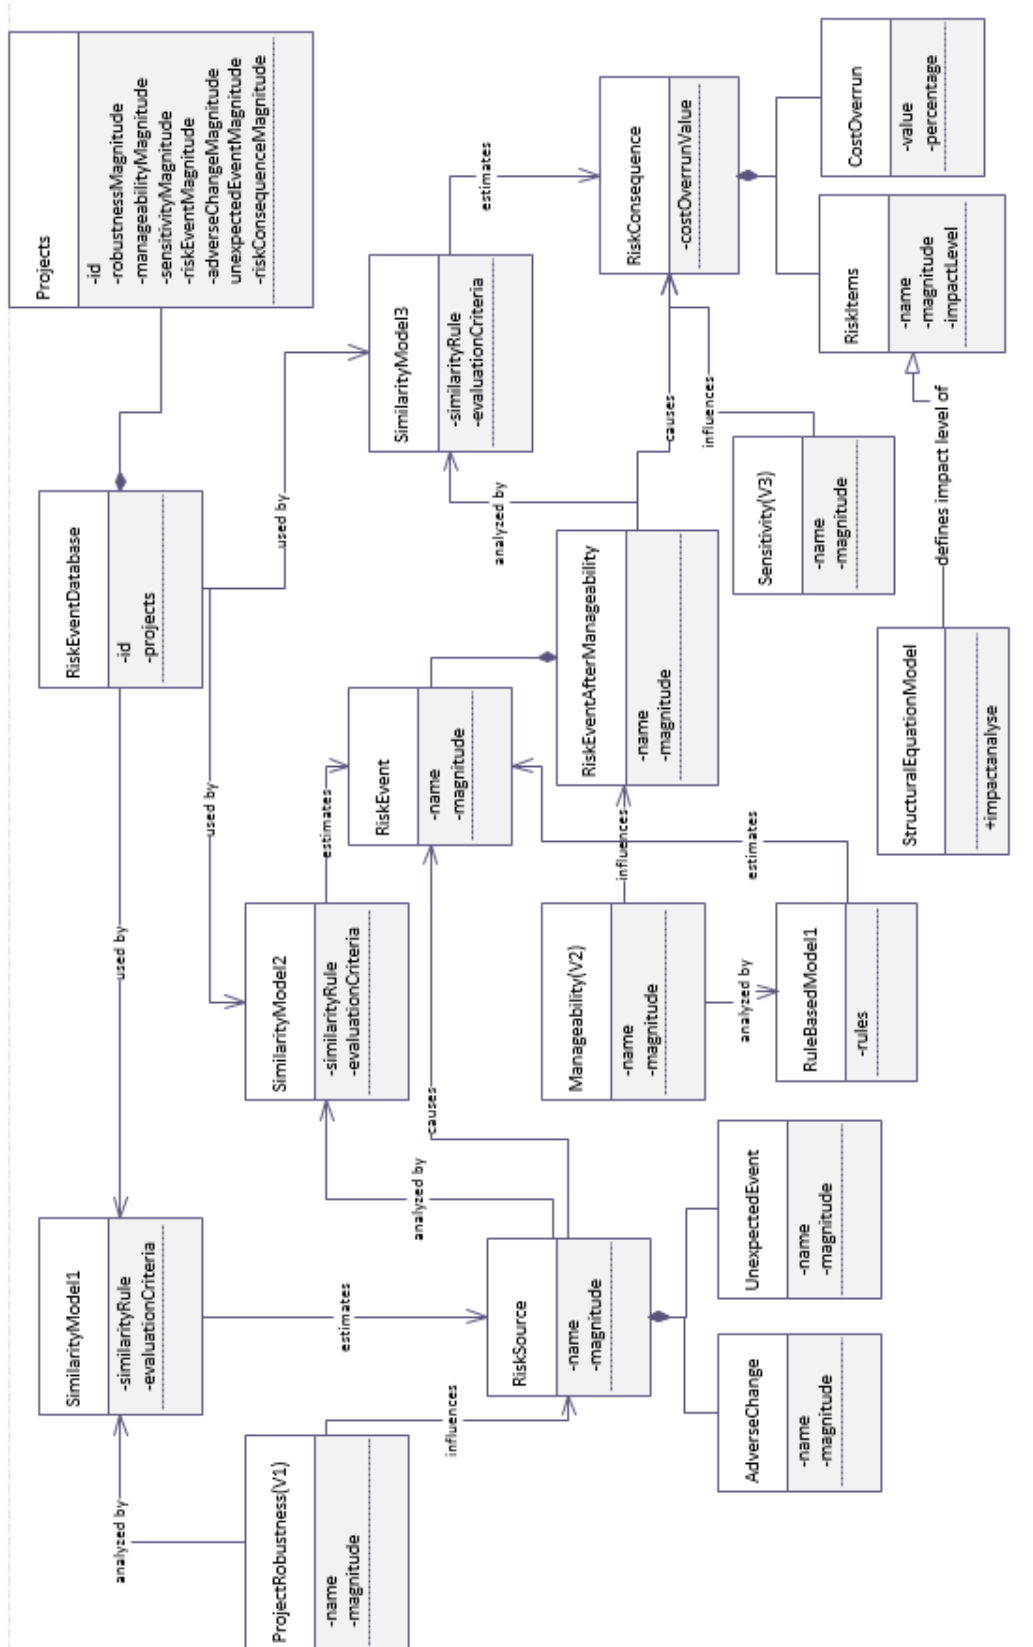 Projects
-id
-robustnessMagnitude
-manageabilityMagnitude
-sensitivityMagnitude
-riskEventMagnitude
-adverseChangeMagnitude
unexpectedEventMagnitude
-riskConsequenceMagnitude
RiskEventDatabase
-id
-projects
used by
used by
used by
SimilarityModel1
-similarityRule
-evaluationCriteria
analyzed by
estimates
ProjectRobustness(V1)
-name
-magnitude
influences
SimilarityModel2
-similarityRule
-evaluationCriteria
estimates
analyzed by
causes
SimilarityModel3
-similarityRule
-evaluationCriteria
estimates
analyzed by
RiskEvent
-name
-magnitude
RiskSource
-name
-magnitude
RiskEventAfterManageability
-name
-magnitude
causes
influences
RiskConsequence
-costOverrunValue
Manageability(V2)
-name
-magnitude
influences
analyzed by
RuleBasedModel1
-rules
estimates
Sensitivity(V3)
-name
-magnitude
AdverseChange
-name
-magnitude
UnexpectedEvent
-name
-magnitude
StructuralEquationModel
+impactanalyse
defines impact level of
RiskItems
-name
-magnitude
-impactLevel
CostOverrun
-value
-percentage